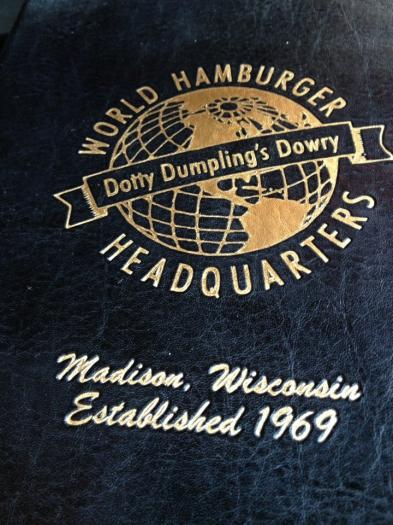 WORLD HAMBURGER
Dotty Dumpling's Dowry
HEADQUARTERS
Madison, Wisconsin
Established 1969